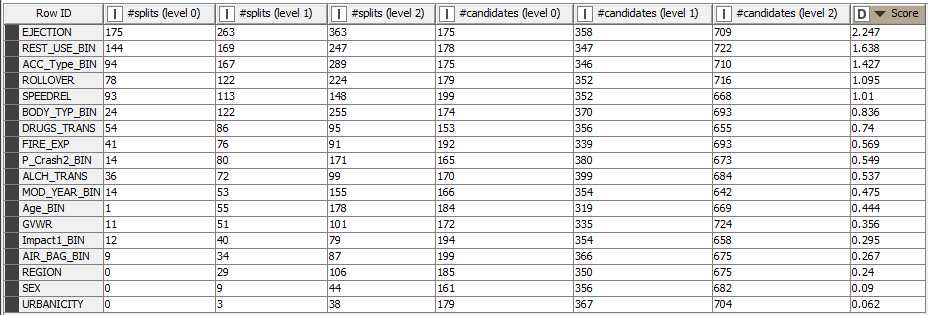 Row ID I #splits (level 0) I #splits (level 1) I #splits (level 2) I #candidates (level 0) I #candidates (level 1) I #candidates (level 2) D Score
EJECTION 175 263 363 175 358 709 2.247
REST_USE_BIN 144 169 247 178 347 722 1.638
ACC_Type_BIN 94 167 289 175 346 710 1.427
ROLLOVER 78 122 224 179 352 716 1.095
SPEEDREL 93 113 148 199 352 668 1.01
BODY_TYP_BIN 24 122 255 174 370 693 0.836
DRUGS_TRANS 54 86 95 153 356 655 0.74
FIRE_EXP 41 76 91 192 339 693 0.569
P_Crash2_BIN 14 80 171 165 380 673 0.549
ALCH_TRANS 36 72 99 170 399 684 0.537
MOD_YEAR_BIN 14 53 155 166 354 642 0.475
Age_BIN 1 55 178 184 319 669 0.444
GVWR 11 51 101 172 335 724 0.356
Impact1_BIN 12 40 79 194 354 658 0.295
AIR_BAG_BIN 9 34 87 199 366 675 0.267
REGION 0 29 106 185 350 675 0.24
SEX 0 9 44 161 356 682 0.09
URBANICITY 0 3 38 179 367 704 0.062